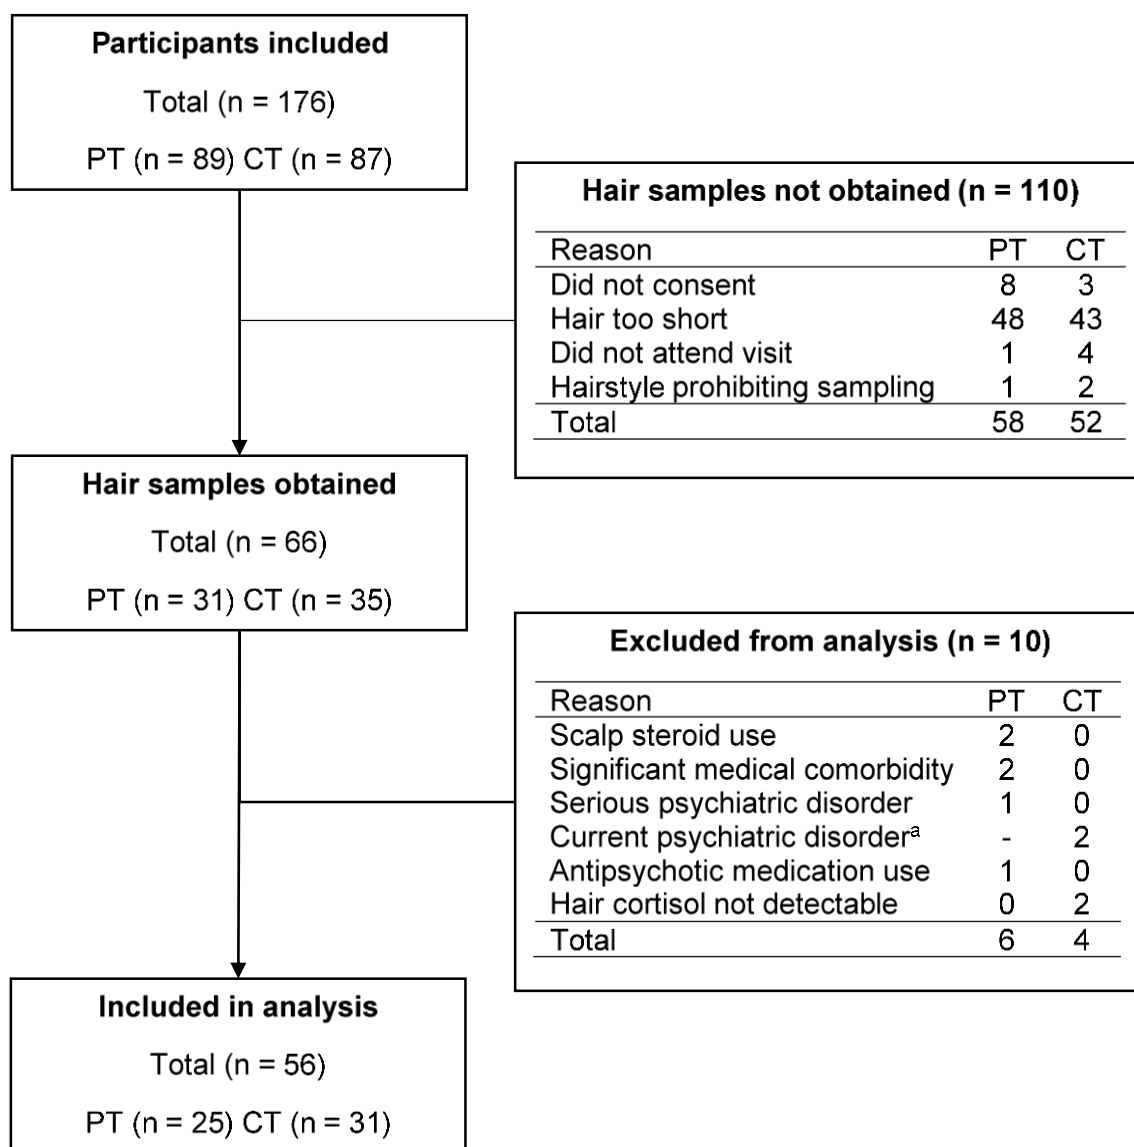 Participants included
Total (n = 176)
PT (n = 89) CT (n = 87)
Hair samples not obtained (n = 110)
Reason PT CT
Did not consent 8 3
Hair too short 48 43
Did not attend visit 1 4
Hairstyle prohibiting sampling 1 2
Total 58 52
Hair samples obtained
Total (n = 66)
PT (n = 31) CT (n = 35)
Excluded from analysis (n = 10)
Reason PT CT
Scalp steroid use 2 0
Significant medical comorbidity 2 0
Serious psychiatric disorder 1 0
Current psychiatric disorderᵃ - 2
Antipsychotic medication use 1 0
Hair cortisol not detectable 0 2
Total 6 4
Included in analysis
Total (n = 56)
PT (n = 25) CT (n = 31)